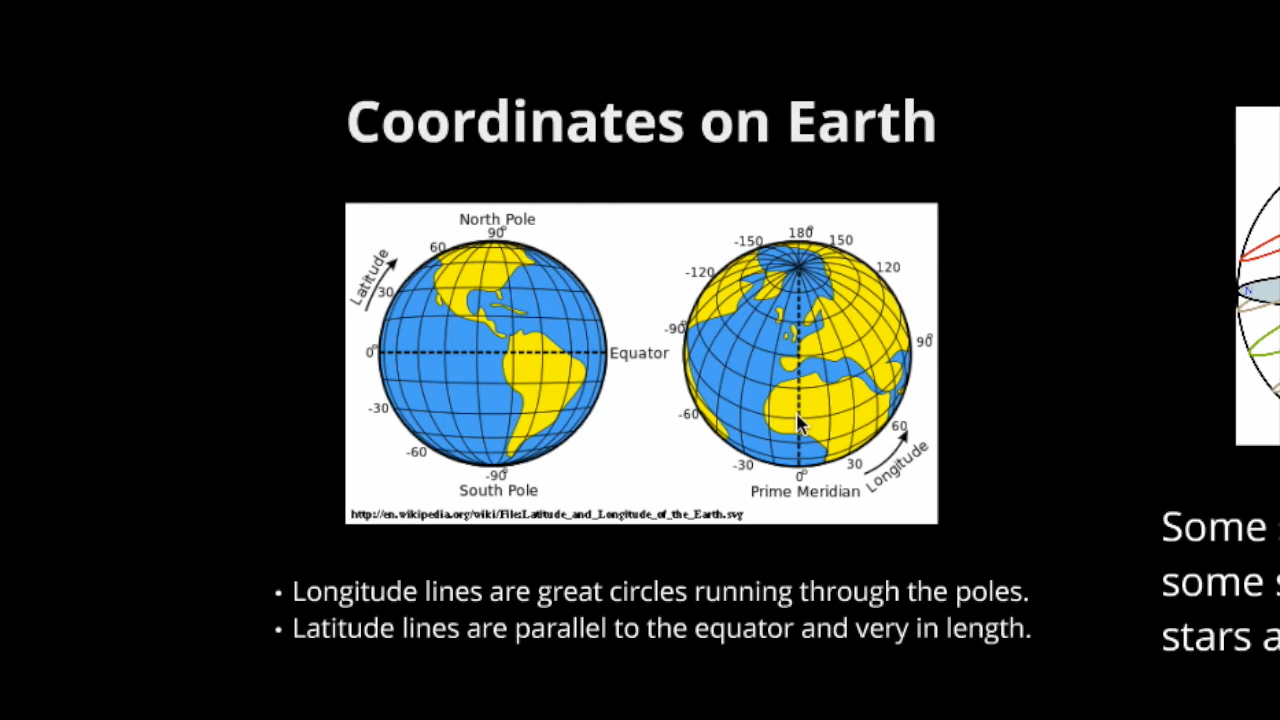 Coordinates on Earth
North Pole
90°
60
Latitude
30
0°
Equator
-30
-60
-90°
South Pole
180°
-150
150
-120
120
-90°
90°
-60
60
-30
30
0°
Longitude
Prime Meridian
http://en.wikipedia.org/wiki/File:Latitude_and_Longitude_of_the_Earth.svg
• Longitude lines are great circles running through the poles.
• Latitude lines are parallel to the equator and very in length.
N
Some
some s
stars a